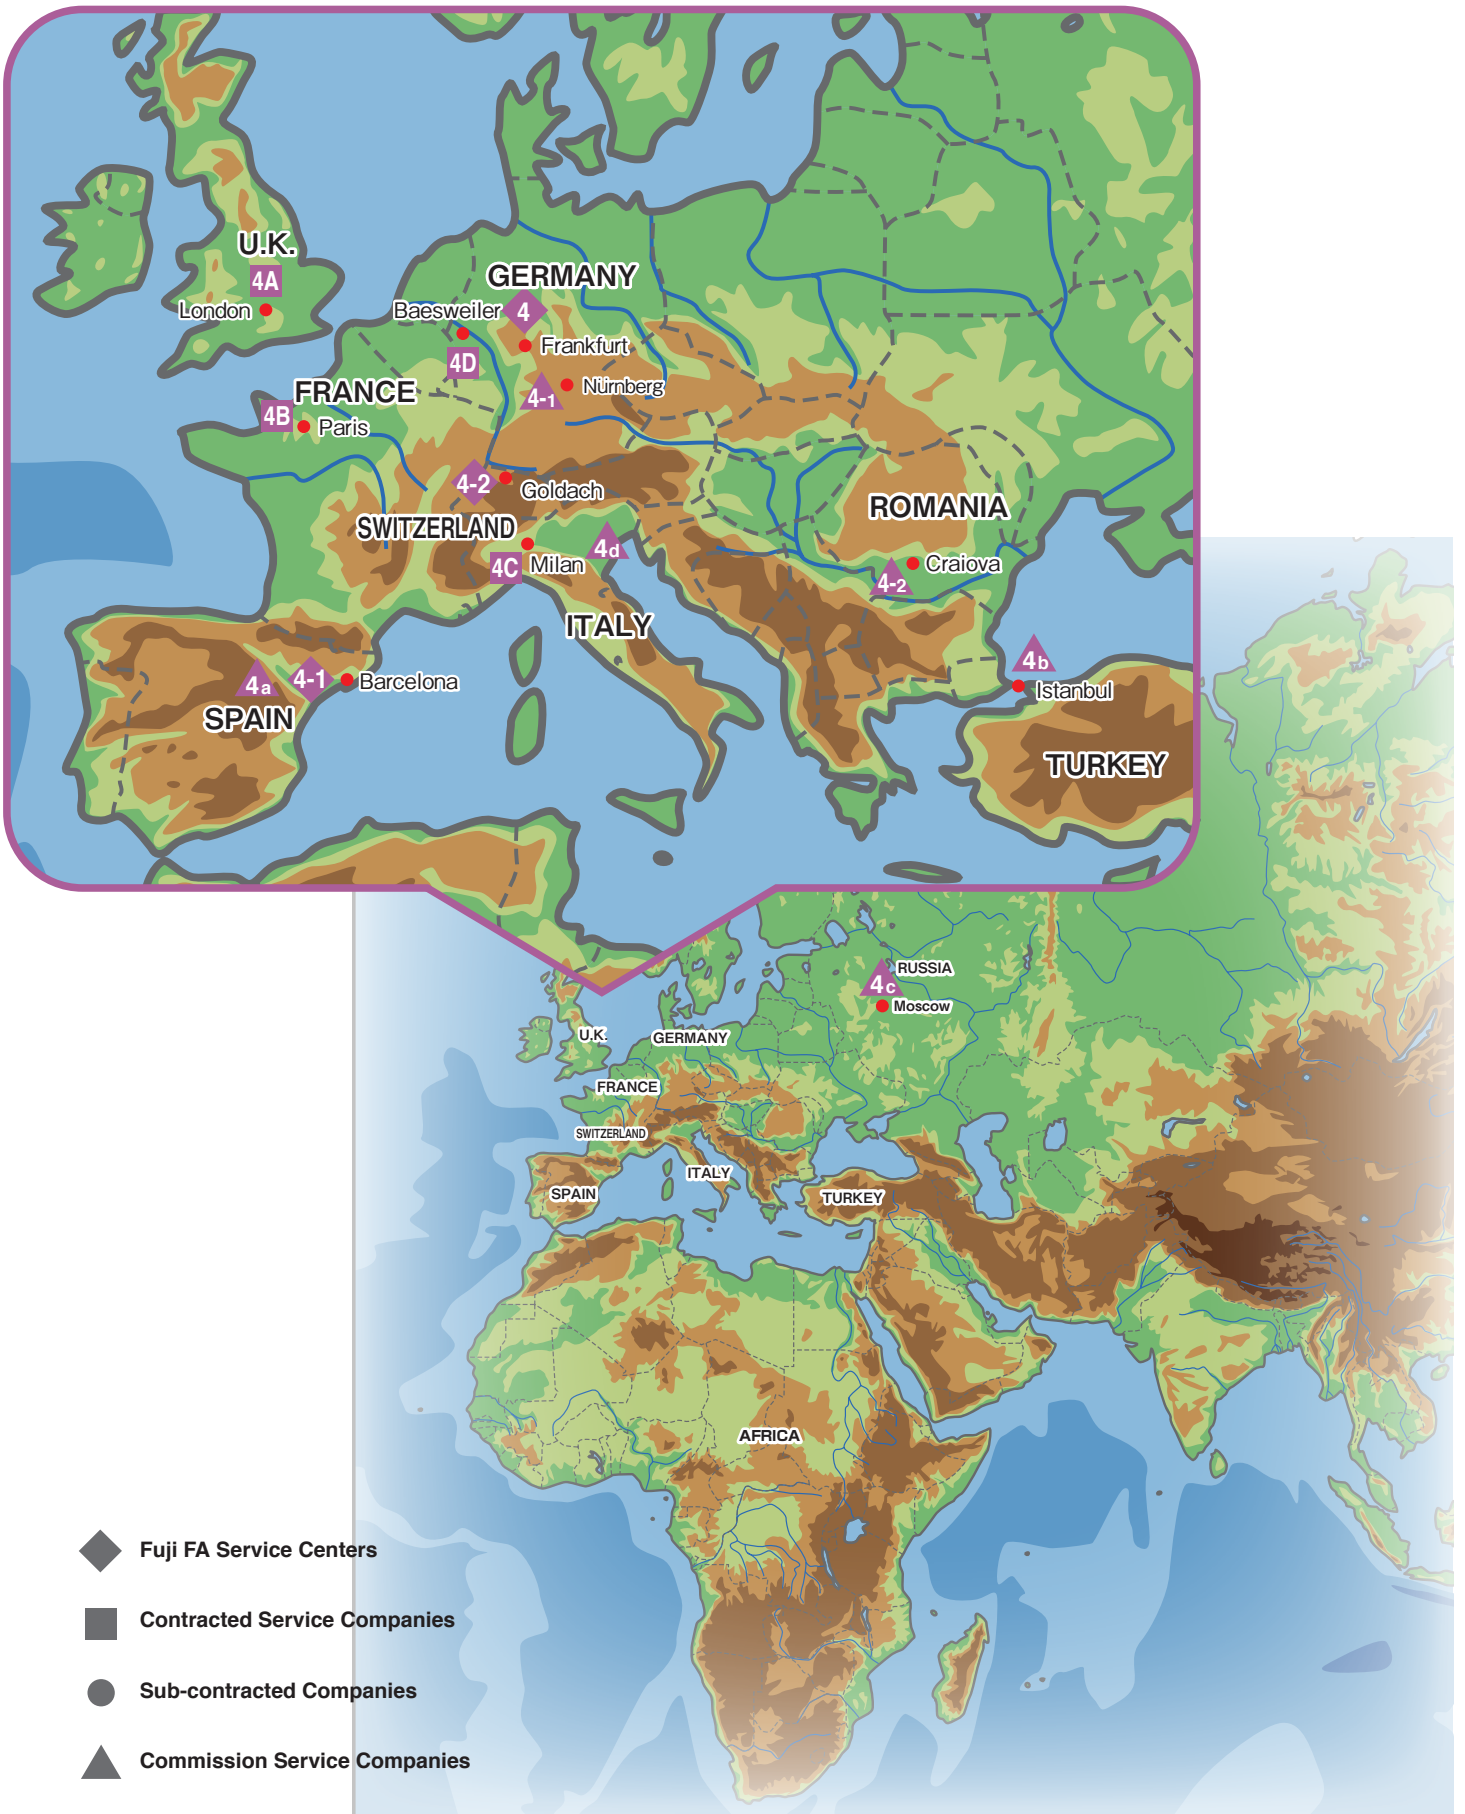 U.K.
4A
London
GERMANY
Baesweiler
4
Frankfurt
4D
4-1
Nürnberg
FRANCE
4B
Paris
4-2
Goldach
SWITZERLAND
4C
Milan
4d
ITALY
ROMANIA
Craiova
4-2
4a
4-1
Barcelona
SPAIN
4b
Istanbul
TURKEY
4c
RUSSIA
Moscow
U.K.
GERMANY
FRANCE
SWITZERLAND
ITALY
SPAIN
TURKEY
AFRICA
Fuji FA Service Centers
Contracted Service Companies
Sub-contracted Companies
Commission Service Companies